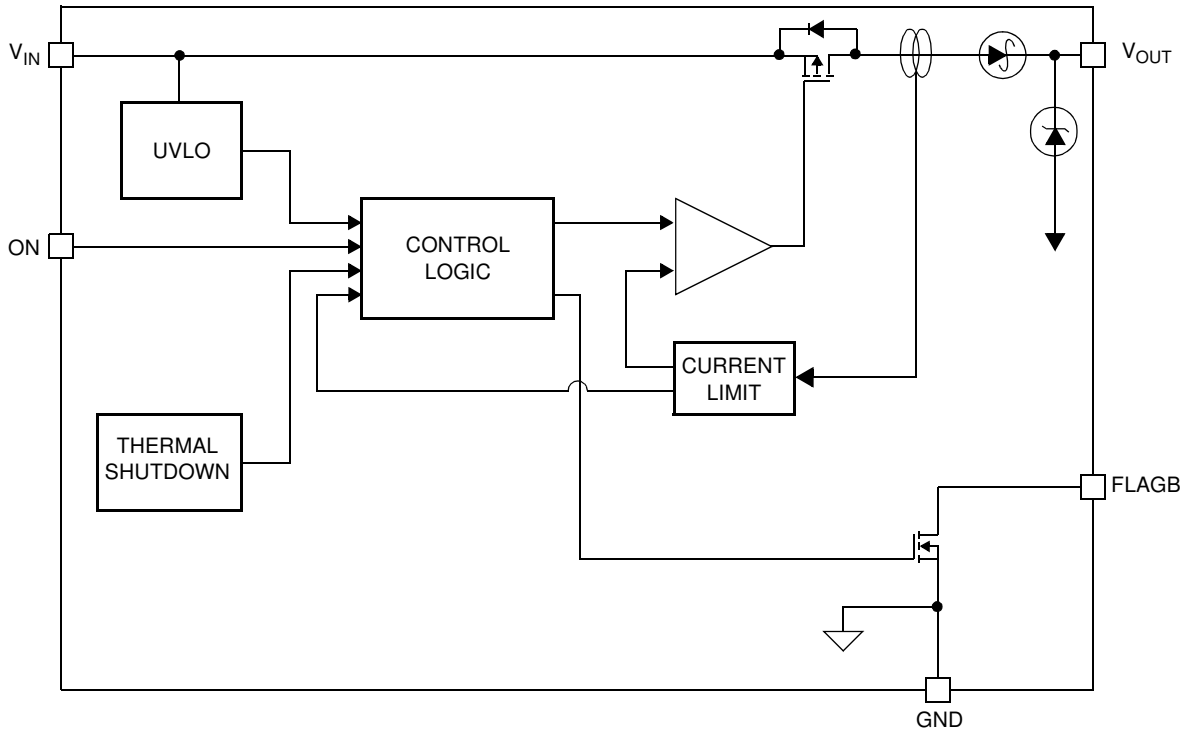 VIN
VOUT
UVLO
ON
CONTROL
LOGIC
CURRENT
LIMIT
THERMAL
SHUTDOWN
FLAGB
GND